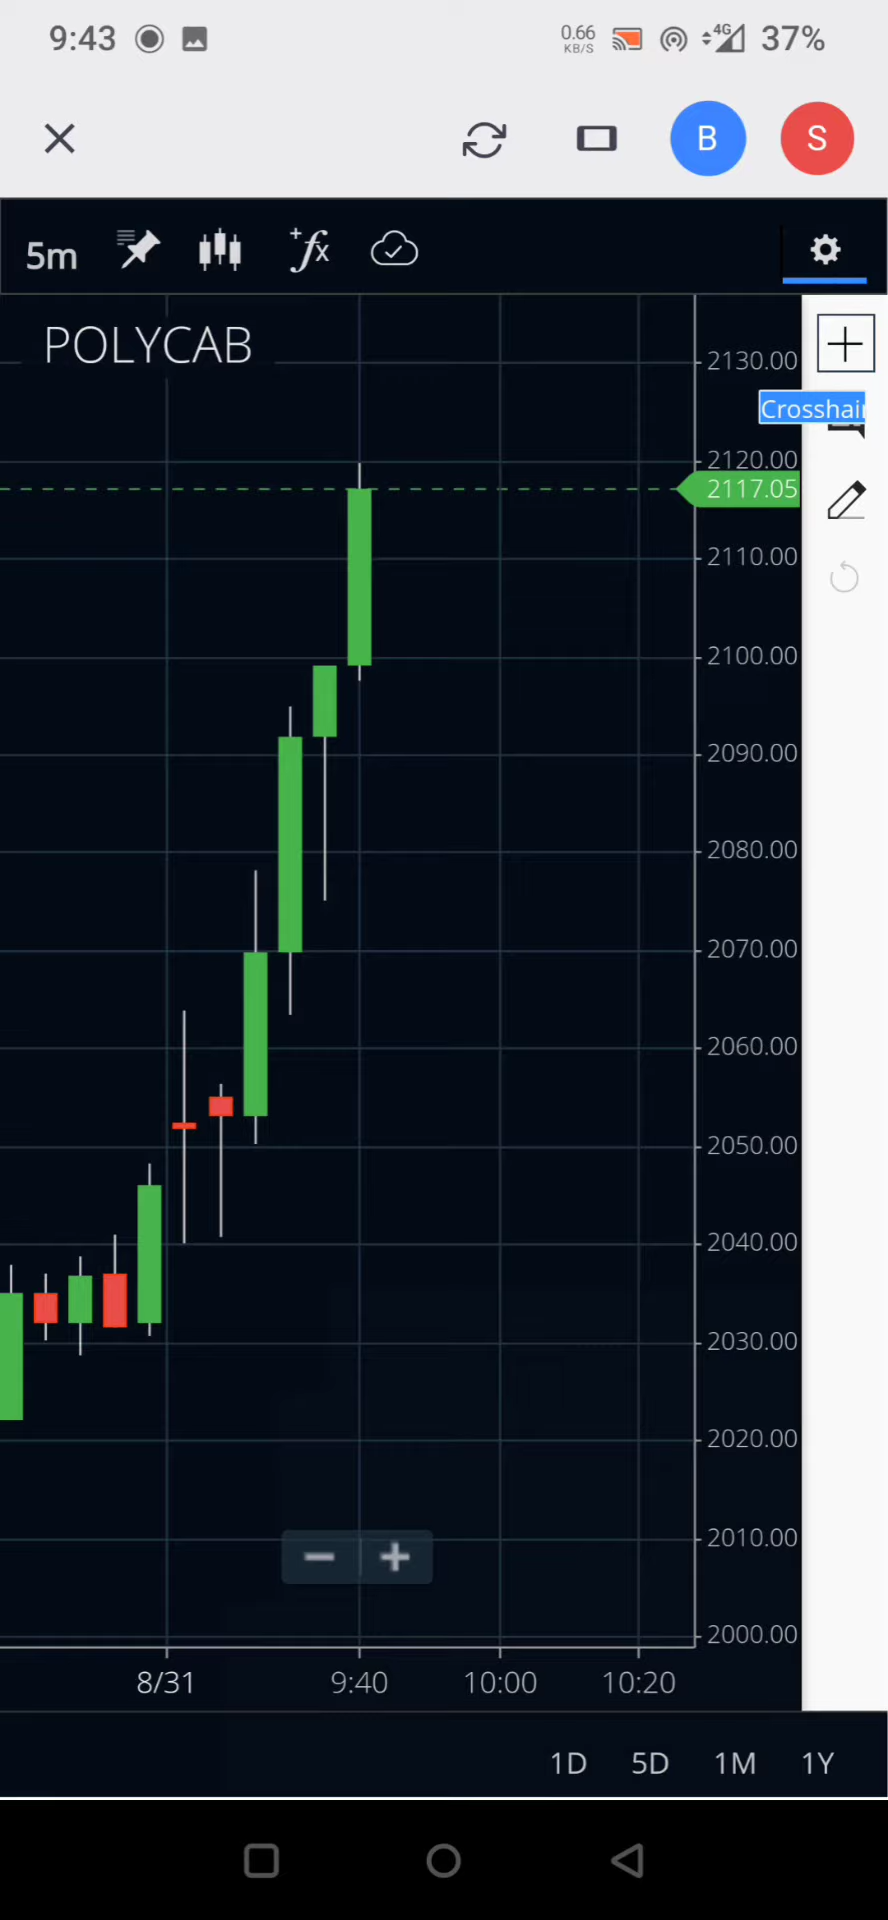 9:43
0.66
KB/S
4G
37%
B
S
5m
fx
POLYCAB
2130.00
Crosshair
2120.00
2117.05
2110.00
2100.00
2090.00
2080.00
2070.00
2060.00
2050.00
2040.00
2030.00
2020.00
2010.00
2000.00
8/31 9:40 10:00 10:20
1D 5D 1M 1Y